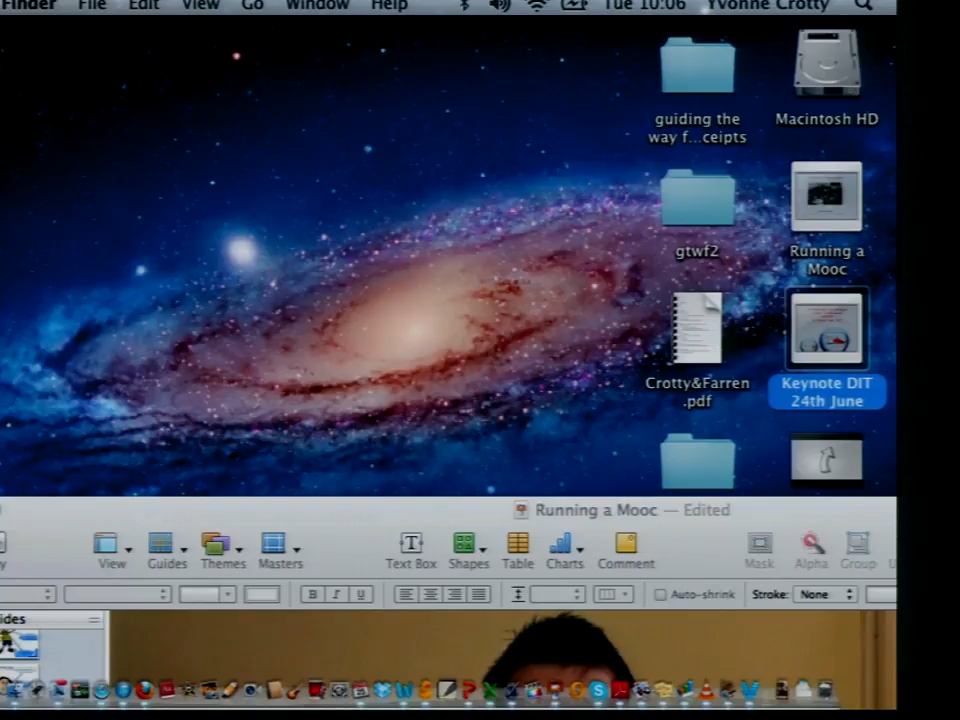 Finder File Edit View Go Window Help Tue 10:06 Yvonne Crotty
guiding the
way f...ceipts
Macintosh HD
gtwf2
Running a
Mooc
Crotty&Farren
.pdf
Keynote DIT
24th June
Running a Mooc — Edited
View Guides Themes Masters Text Box Shapes Table Charts Comment Mask Alpha Group
B I U Auto-shrink Stroke: None
ides